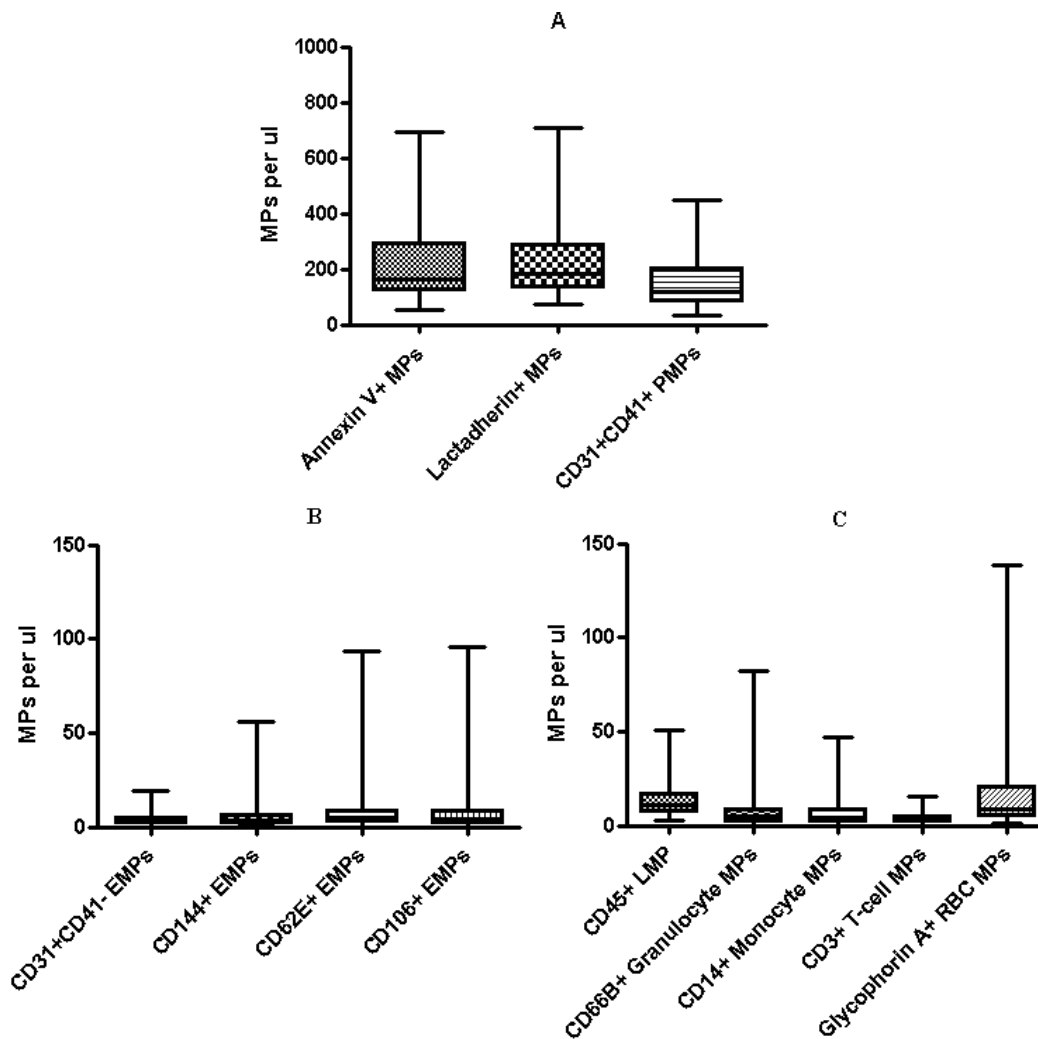 A
1000
800
600
400
200
0
MPs per ul
Annexin V+ MPs
Lactadherin+ MPs
CD31+CD41+ PMPs
B
150
100
50
0
MPs per ul
CD31+CD41- EMPs
CD144+ EMPs
CD62E+ EMPs
CD106+ EMPs
C
150
100
50
0
MPs per ul
CD45+ LMP
CD66B+ Granulocyte MPs
CD14+ Monocyte MPs
CD3+ T-cell MPs
Glycophorin A+ RBC MPs